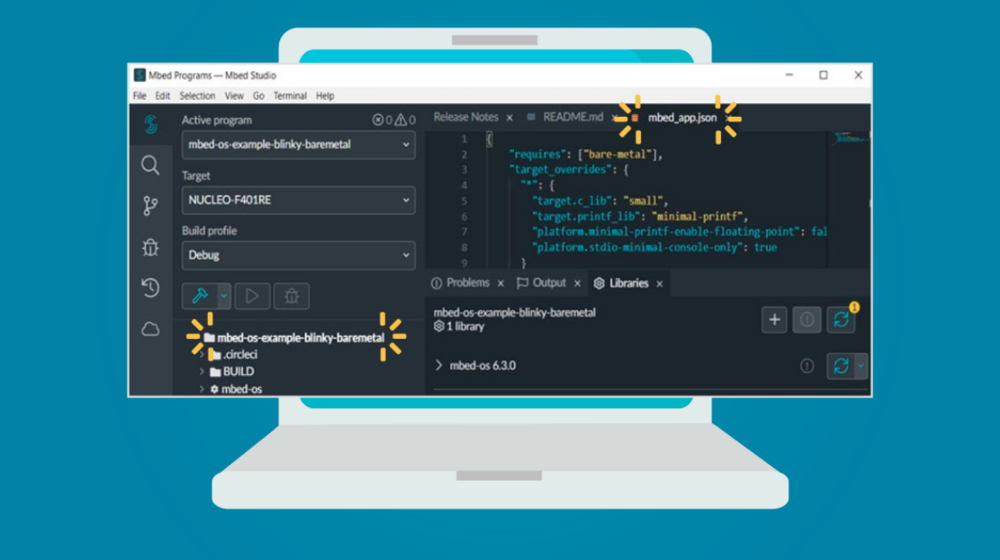 Mbed Programs — Mbed Studio
File Edit Selection View Go Terminal Help
Active program 0 0
mbed-os-example-blinky-baremetal
Target
NUCLEO-F401RE
Build profile
Debug
mbed-os-example-blinky-baremetal
.circleci
BUILD
mbed-os
Release Notes × README.md × mbed_app.json
1 {
2 "requires": ["bare-metal"],
3 "target_overrides": {
4 "*": {
5 "target.c_lib": "small",
6 "target.printf_lib": "minimal-printf",
7 "platform.minimal-printf-enable-floating-point": fal
8 "platform.stdio-minimal-console-only": true
9 }
Problems × Output × Libraries ×
mbed-os-example-blinky-baremetal
1 library
1
mbed-os 6.3.0